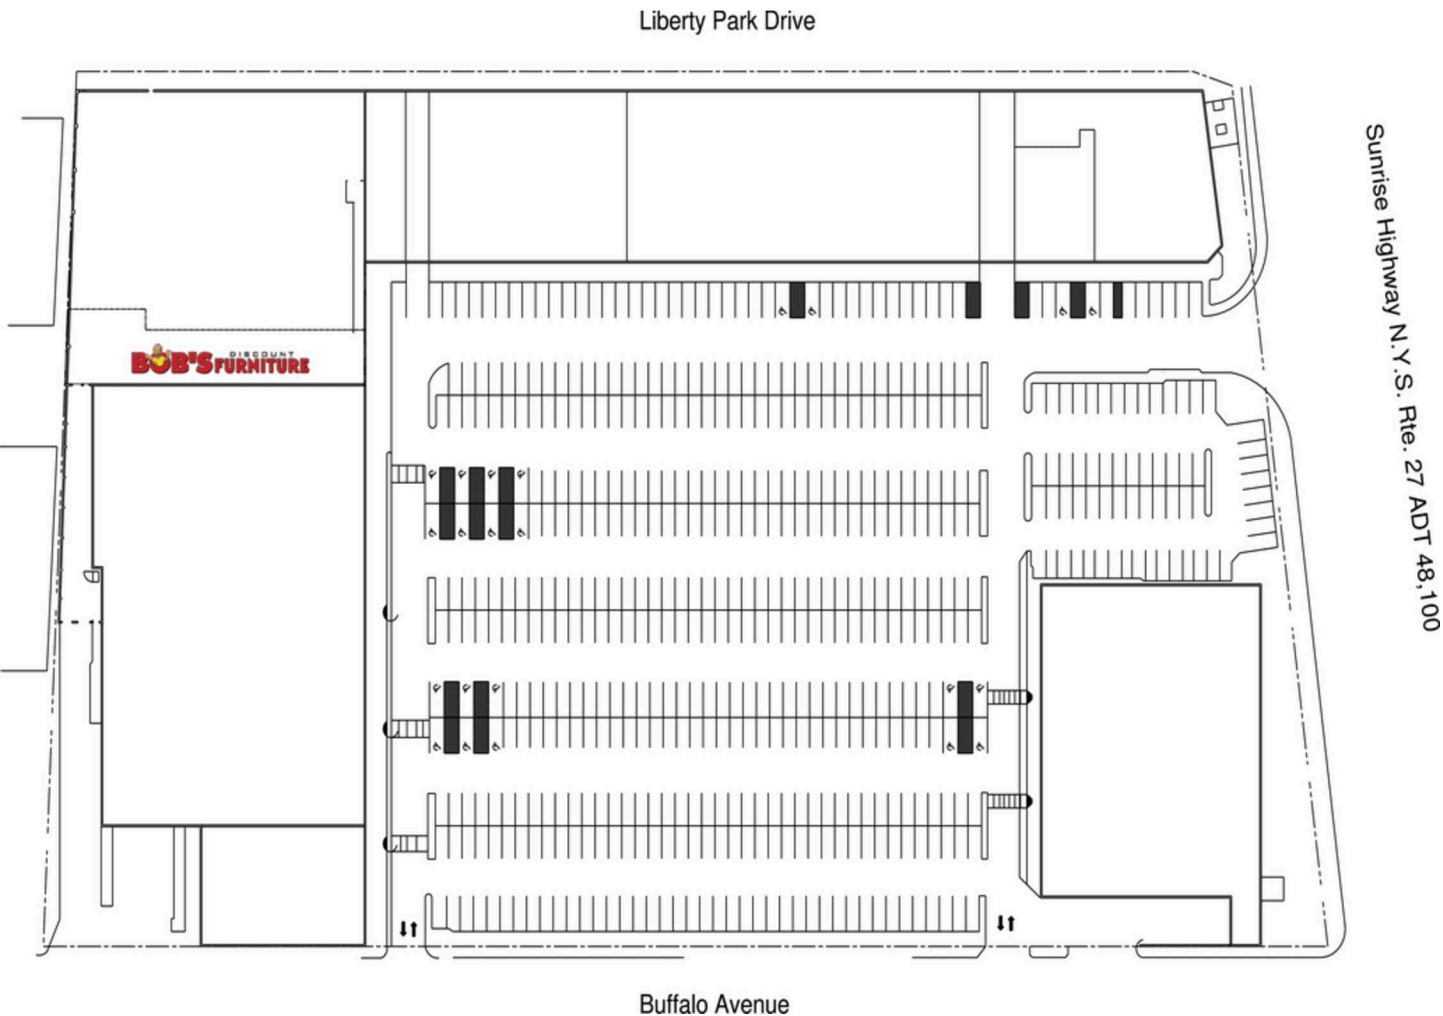 Liberty Park Drive
Sunrise Highway N.Y.S. Rte. 27 ADT 48,100
BOB'S DISCOUNT
FURNITURE
Buffalo Avenue